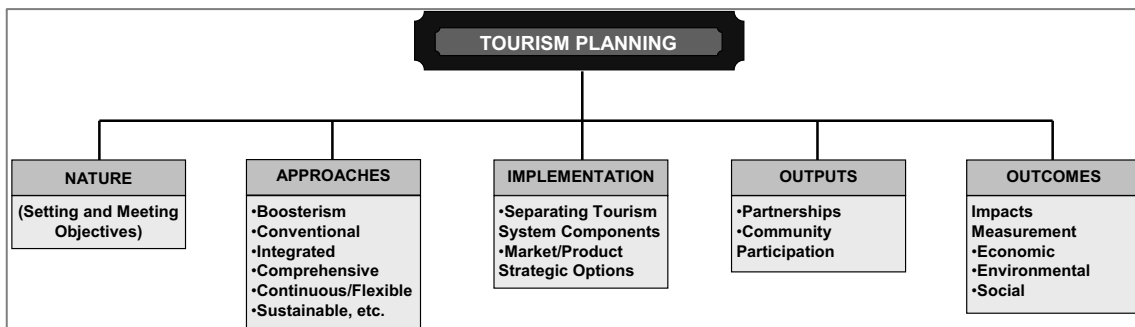 TOURISM PLANNING
NATURE
(Setting and Meeting
Objectives)
APPROACHES
•Boosterism
•Conventional
•Integrated
•Comprehensive
•Continuous/Flexible
•Sustainable, etc.
IMPLEMENTATION
•Separating Tourism
System Components
•Market/Product
Strategic Options
OUTPUTS
•Partnerships
•Community
Participation
OUTCOMES
Impacts
Measurement
•Economic
•Environmental
•Social